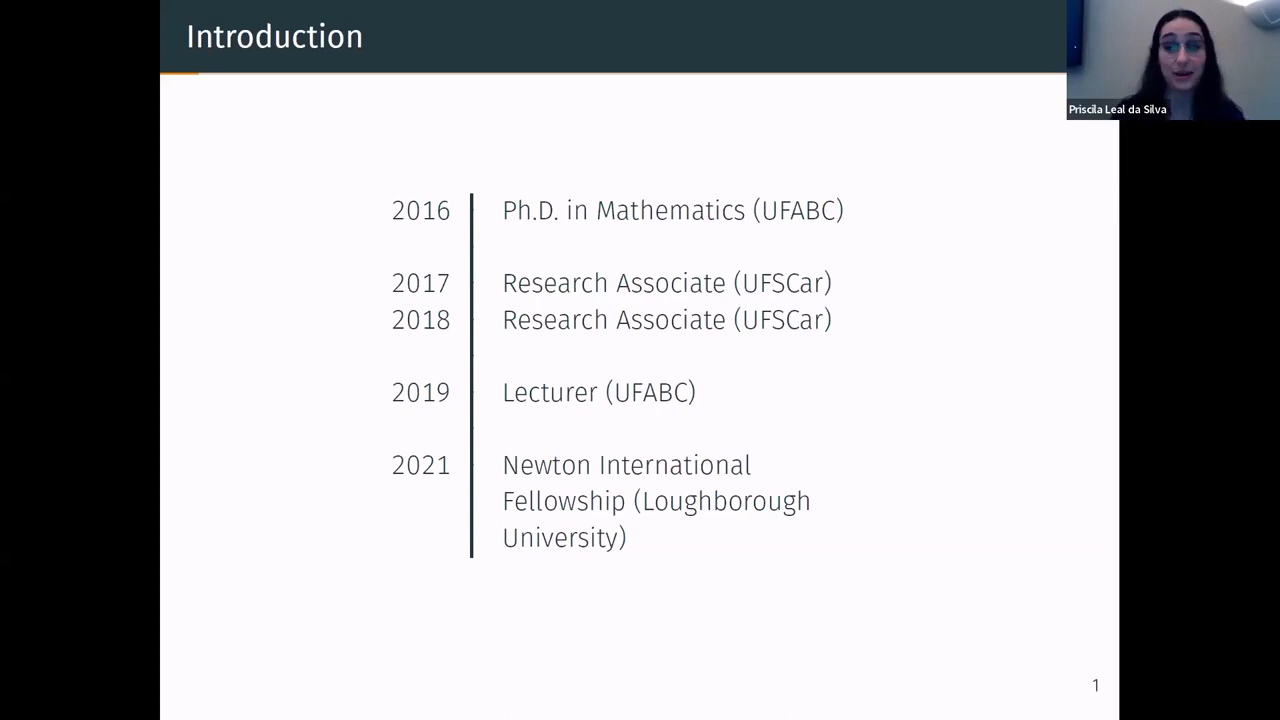 Introduction
Priscila Leal da Silva
2016 Ph.D. in Mathematics (UFABC)
2017 Research Associate (UFSCar)
2018 Research Associate (UFSCar)
2019 Lecturer (UFABC)
2021 Newton International
Fellowship (Loughborough
University)
1